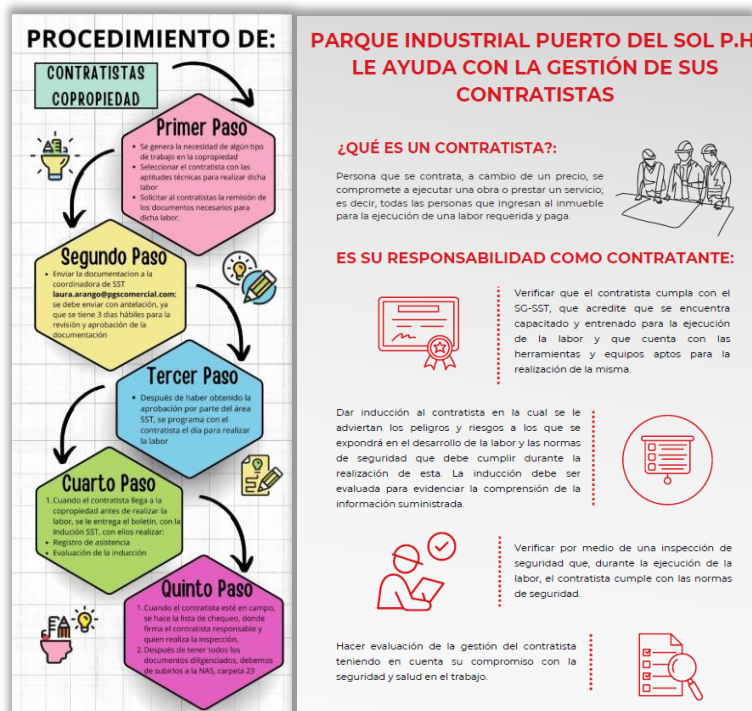 PROCEDIMIENTO DE:
CONTRATISTAS
COPROPIEDAD
Primer Paso
• Se genera la necesidad de algún tipo
de trabajo en la copropiedad
• Seleccionar el contratista con las
aptitudes técnicas para realizar dicha
labor
• Solicitar al contratistas la remisión de
los documentos necesarios para
dicha labor.
Segundo Paso
• Enviar la documentacion a la
coordinadora de SST
laura.arango@pgscomercial.com;
se debe enviar con antelación, ya
que se tiene 3 dias hábiles para la
revisión y aprobación de la
documentación
Tercer Paso
• Después de haber obtenido la
aprobación por parte del área
SST, se programa con el
contratista el día para realizar
la labor
Cuarto Paso
1. Cuando el contratista llega a la
copropiedad antes de realizar la
labor, se le entrega el boletín, con la
Indución SST, con ellos realizar:
• Registro de asistencia
• Evaluación de la inducción
Quinto Paso
1. Cuando el contratista esté en campo,
se hace la lista de chequeo, donde
firma el contratista responsable y
quien realiza la inspección.
2. Después de tener todos los
documentos diligenciados, debemos
de subirlos a la NAS, carpeta 23
PARQUE INDUSTRIAL PUERTO DEL SOL P.H
LE AYUDA CON LA GESTIÓN DE SUS
CONTRATISTAS
¿QUÉ ES UN CONTRATISTA?:
Persona que se contrata, a cambio de un precio, se
compromete a ejecutar una obra o prestar un servicio;
es decir, todas las personas que ingresan al inmueble
para la ejecución de una labor requerida y paga.
ES SU RESPONSABILIDAD COMO CONTRATANTE:
Verificar que el contratista cumpla con el
SG-SST, que acredite que se encuentra
capacitado y entrenado para la ejecución
de la labor y que cuenta con las
herramientas y equipos aptos para la
realización de la misma.
Dar inducción al contratista en la cual se le
adviertan los peligros y riesgos a los que se
expondrá en el desarrollo de la labor y las normas
de seguridad que debe cumplir durante la
realización de esta. La inducción debe ser
evaluada para evidenciar la comprensión de la
información suministrada.
Verificar por medio de una inspección de
seguridad que, durante la ejecución de la
labor, el contratista cumple con las normas
de seguridad.
Hacer evaluación de la gestión del contratista
teniendo en cuenta su compromiso con la
seguridad y salud en el trabajo.